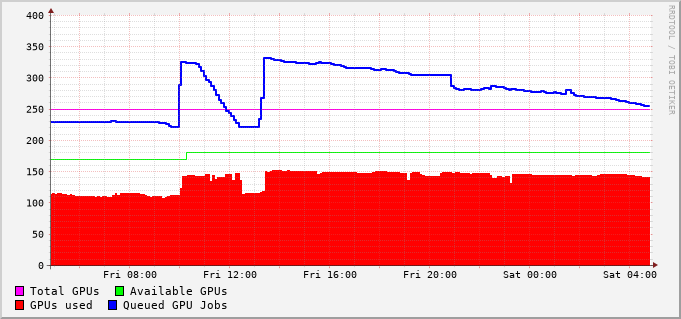 400
350
300
250
200
150
100
50
0
Fri 08:00 Fri 12:00 Fri 16:00 Fri 20:00 Sat 00:00 Sat 04:00
Total GPUs Available GPUs
GPUs used Queued GPU Jobs
RRDTOOL / TOBI OETIKER